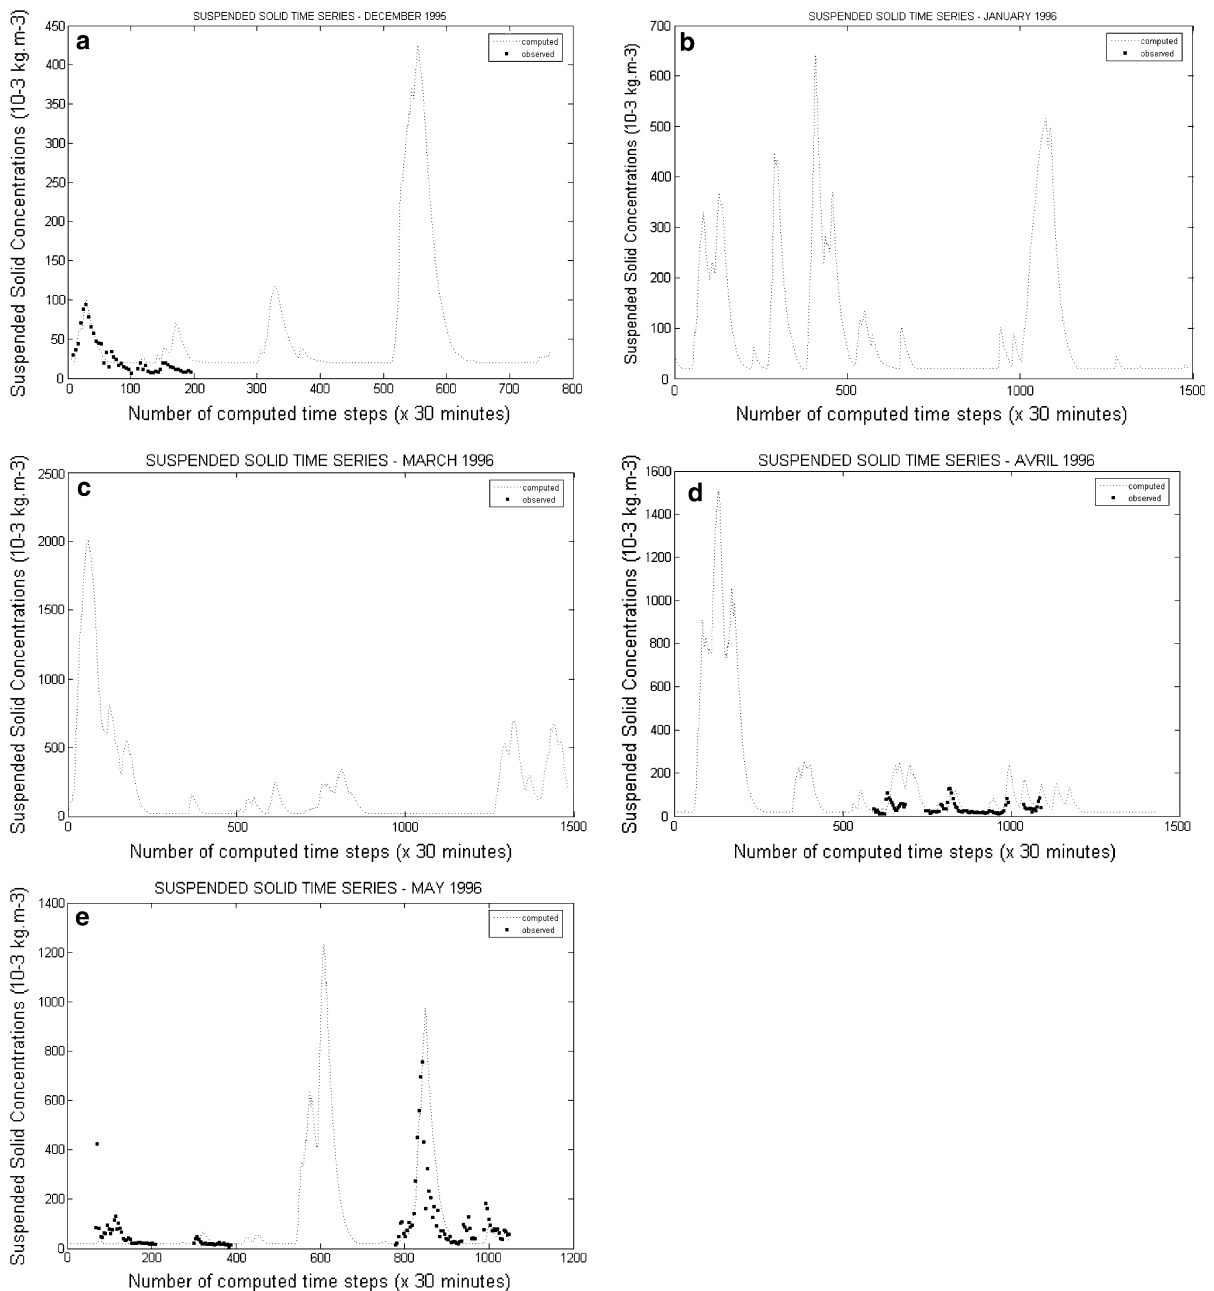 SUSPENDED SOLID TIME SERIES - DECEMBER 1995
a
computed
observed
Suspended Solid Concentrations (10-3 kg.m-3)
450
400
350
300
250
200
150
100
50
0
0 100 200 300 400 500 600 700 800
Number of computed time steps (x 30 minutes)
SUSPENDED SOLID TIME SERIES - JANUARY 1996
b
computed
observed
Suspended Solid Concentrations (10-3 kg.m-3)
700
600
500
400
300
200
100
0
0 500 1000 1500
Number of computed time steps (x 30 minutes)
SUSPENDED SOLID TIME SERIES - MARCH 1996
c
computed
observed
Suspended Solid Concentrations (10-3 kg.m-3)
2500
2000
1500
1000
500
0
0 500 1000 1500
Number of computed time steps (x 30 minutes)
SUSPENDED SOLID TIME SERIES - AVRIL 1996
d
computed
observed
Suspended Solid Concentrations (10-3 kg.m-3)
1600
1400
1200
1000
800
600
400
200
0
0 500 1000 1500
Number of computed time steps (x 30 minutes)
SUSPENDED SOLID TIME SERIES - MAY 1996
e
computed
observed
Suspended Solid Concentrations (10-3 kg.m-3)
1400
1200
1000
800
600
400
200
0
0 200 400 600 800 1000 1200
Number of computed time steps (x 30 minutes)